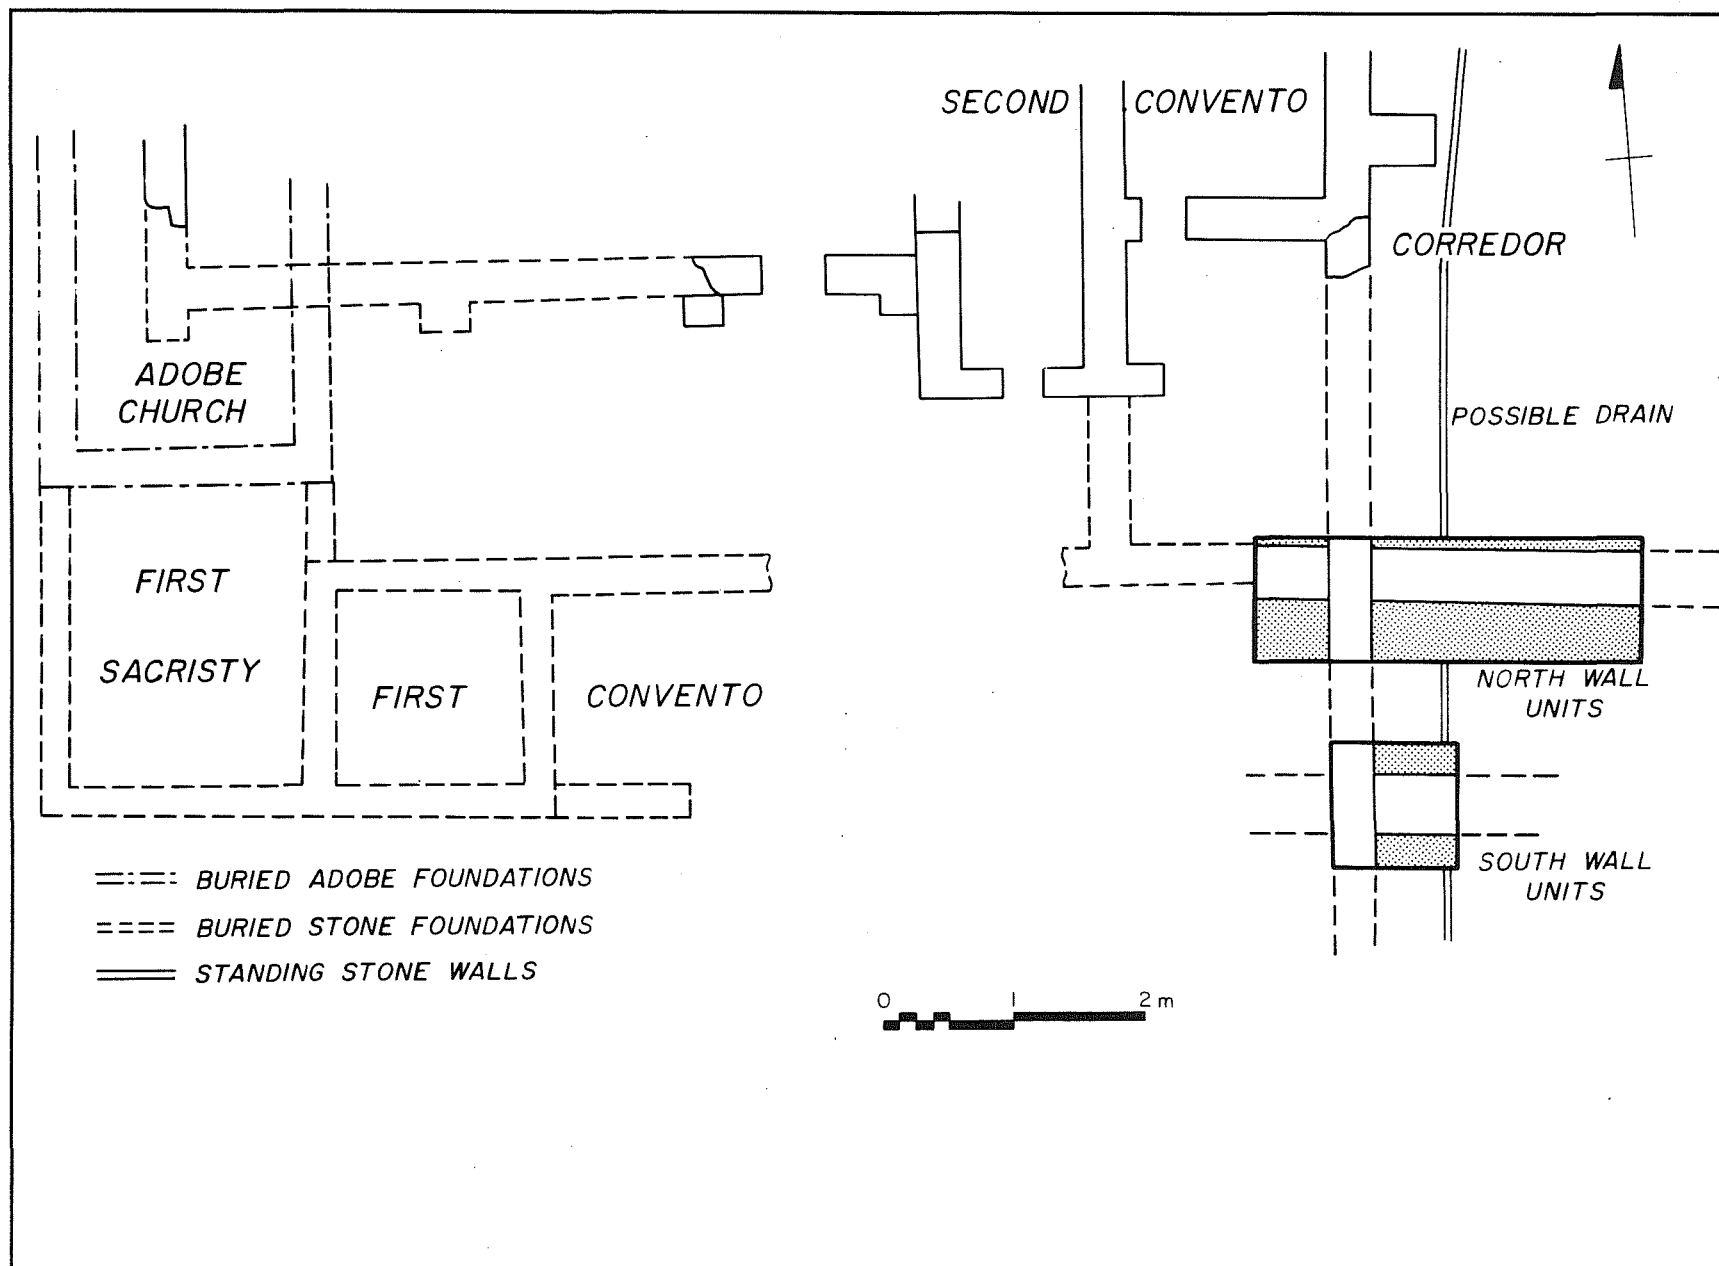 SECOND CONVENTO
CORREDOR
ADOBE
CHURCH
POSSIBLE DRAIN
FIRST
SACRISTY
FIRST CONVENTO
NORTH WALL
UNITS
SOUTH WALL
UNITS
BURIED ADOBE FOUNDATIONS
BURIED STONE FOUNDATIONS
STANDING STONE WALLS
0 1 2 m